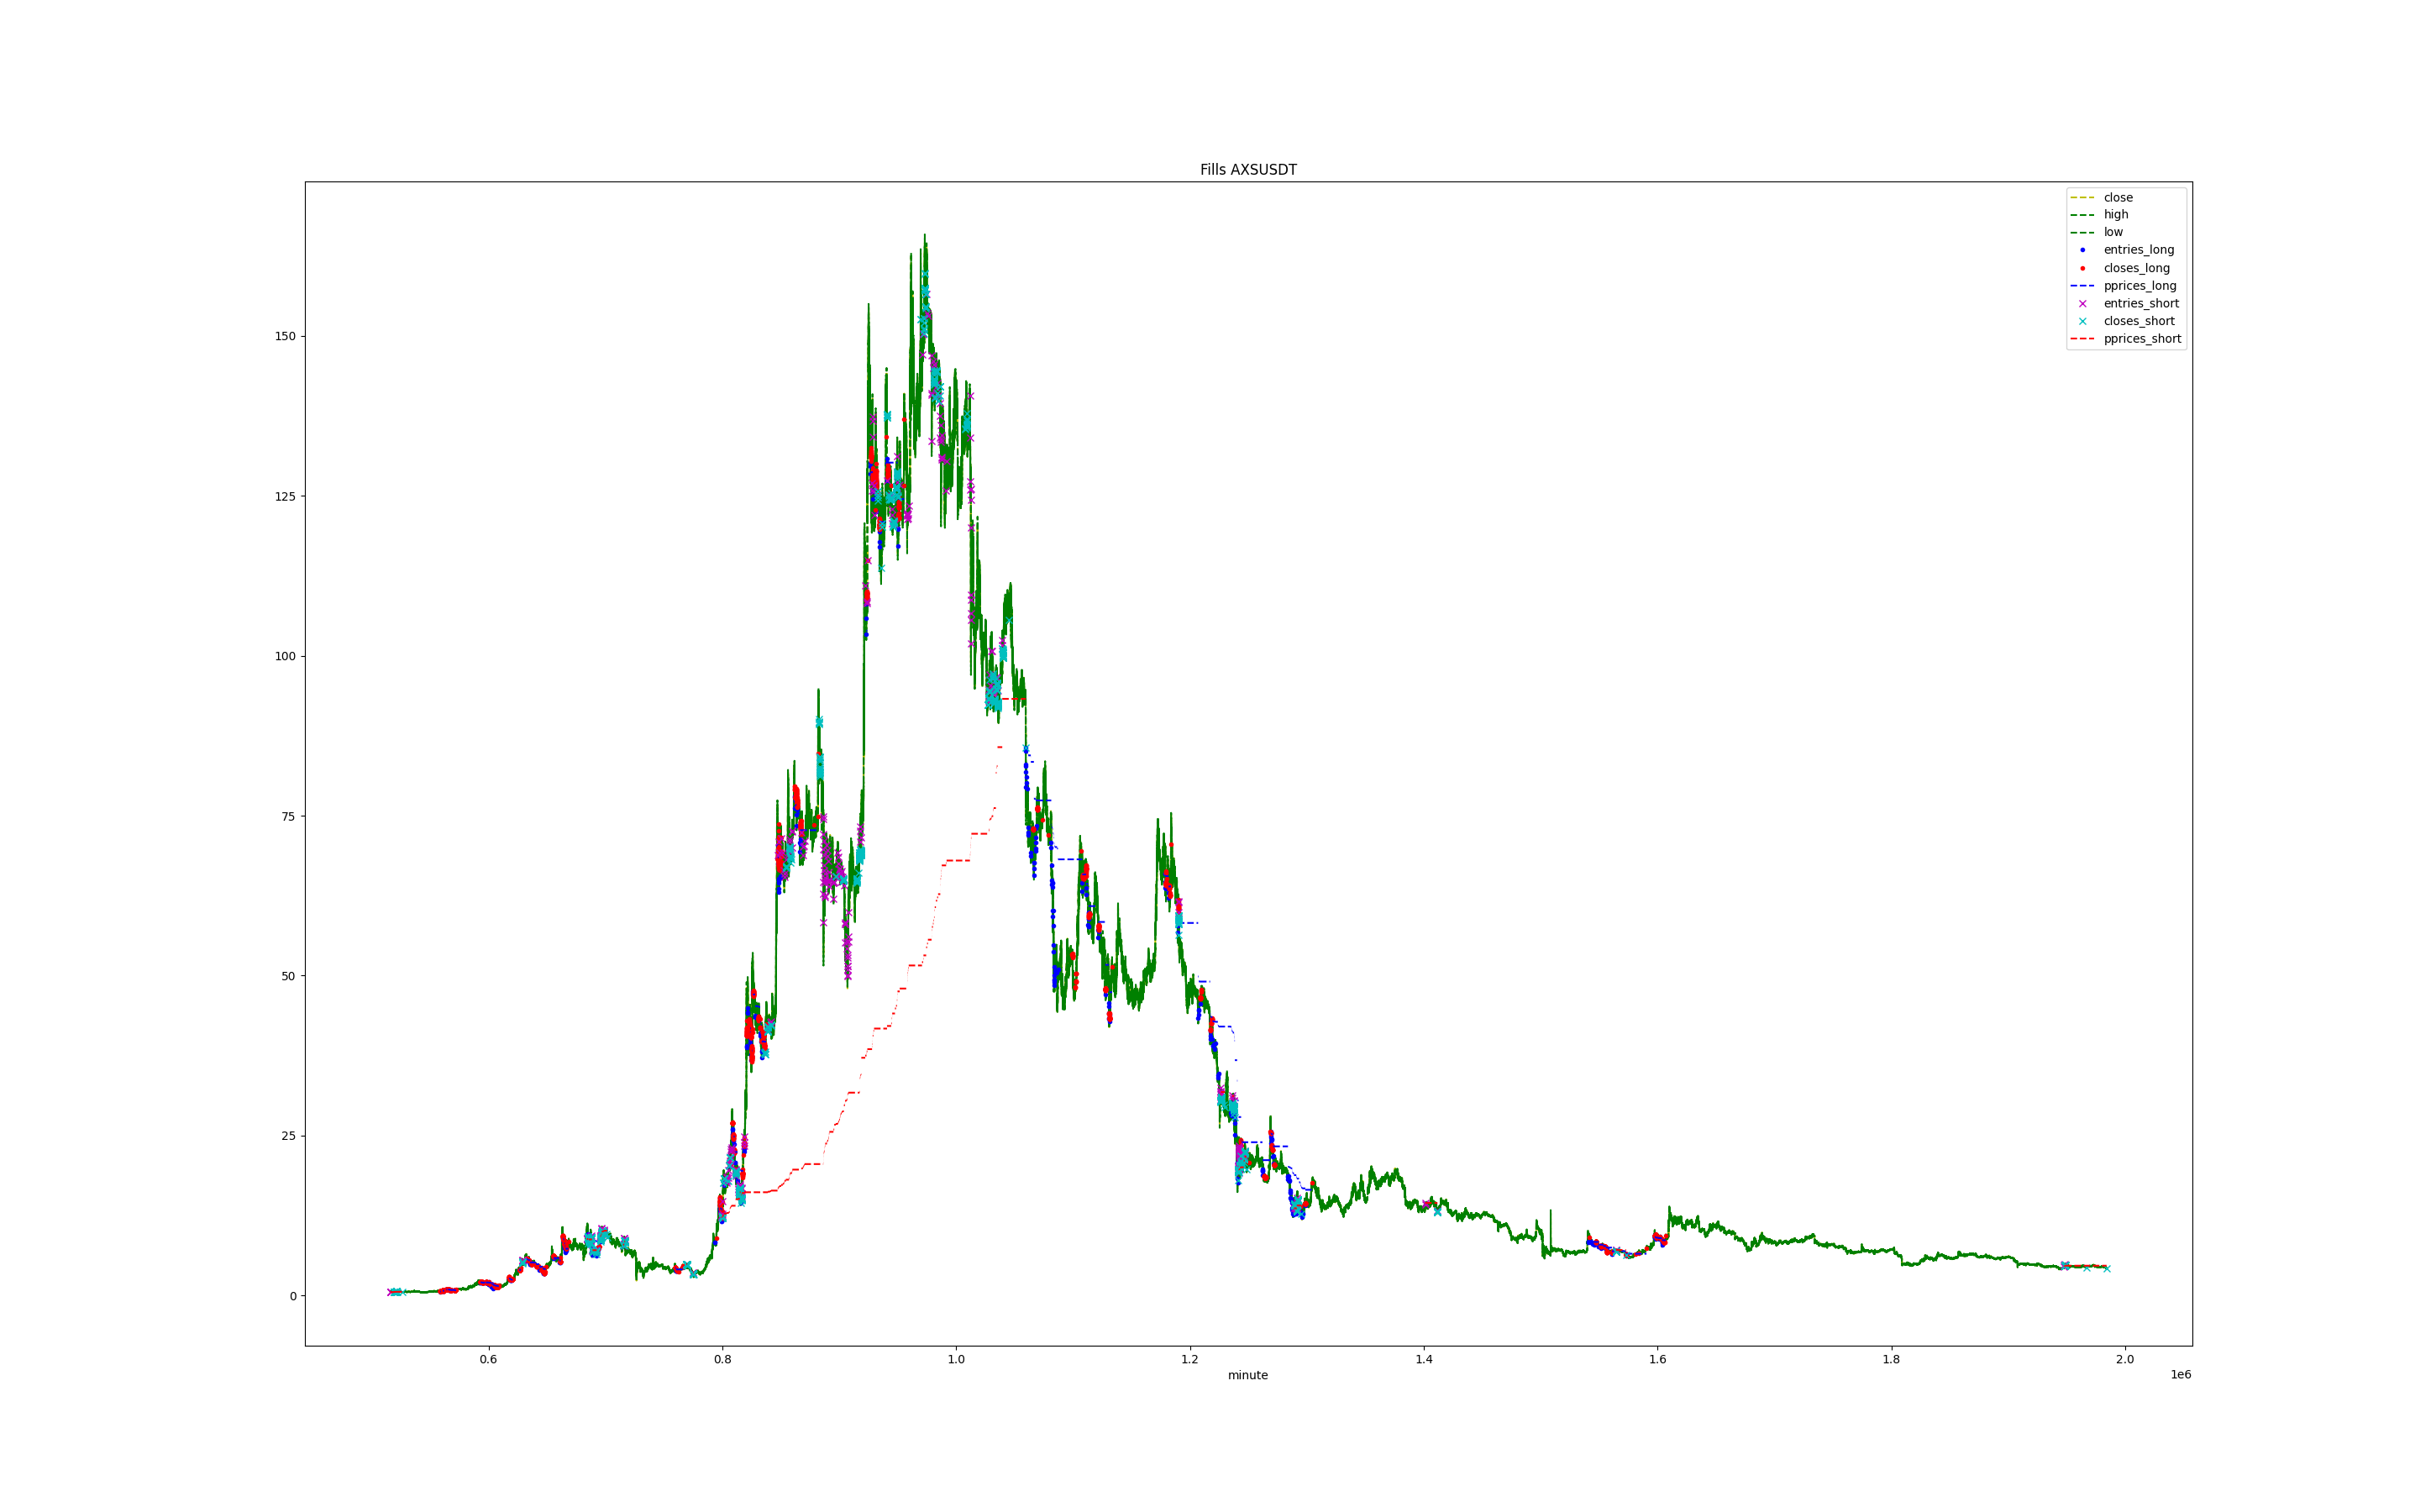 Fills AXSUSDT
close
high
low
entries_long
closes_long
pprices_long
entries_short
closes_short
pprices_short
150
125
100
75
50
25
0
0.6 0.8 1.0 1.2 1.4 1.6 1.8 2.0
1e6
minute